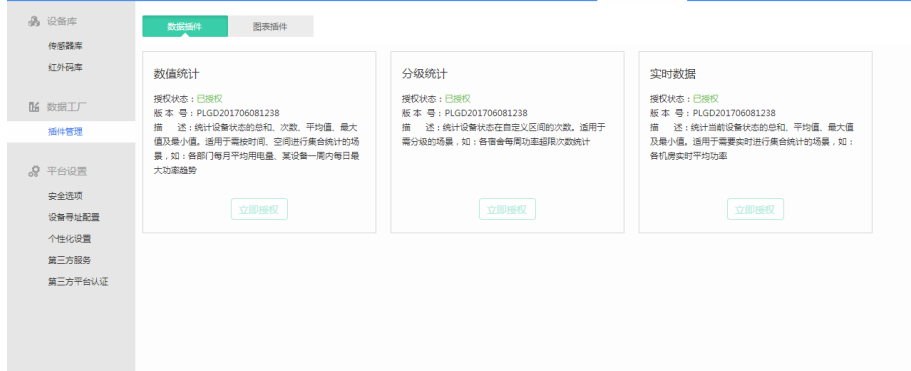 设备库
传感器库
红外码库
数据工厂
插件管理
平台设置
安全选项
设备寻址配置
个性化设置
第三方服务
第三方平台认证
数据插件
图表插件
数值统计
授权状态：已授权
版 本 号：PLGD201706081238
描 述：统计设备状态的总和、次数、平均值、最大
值及最小值。适用于需按时间、空间进行集合统计的场
景，如：各部门每月平均用电量、某设备一周内每日最
大功率趋势
立即授权
分级统计
授权状态：已授权
版 本 号：PLGD201706081238
描 述：统计设备状态在自定义区间的次数。适用于
需分级的场景，如：各宿舍每周功率超限次数统计
立即授权
实时数据
授权状态：已授权
版 本 号：PLGD201706081238
描 述：统计当前设备状态的总和、平均值、最大值
及最小值。适用于需要实时进行集合统计的场景，如：
各机房实时平均功率
立即授权